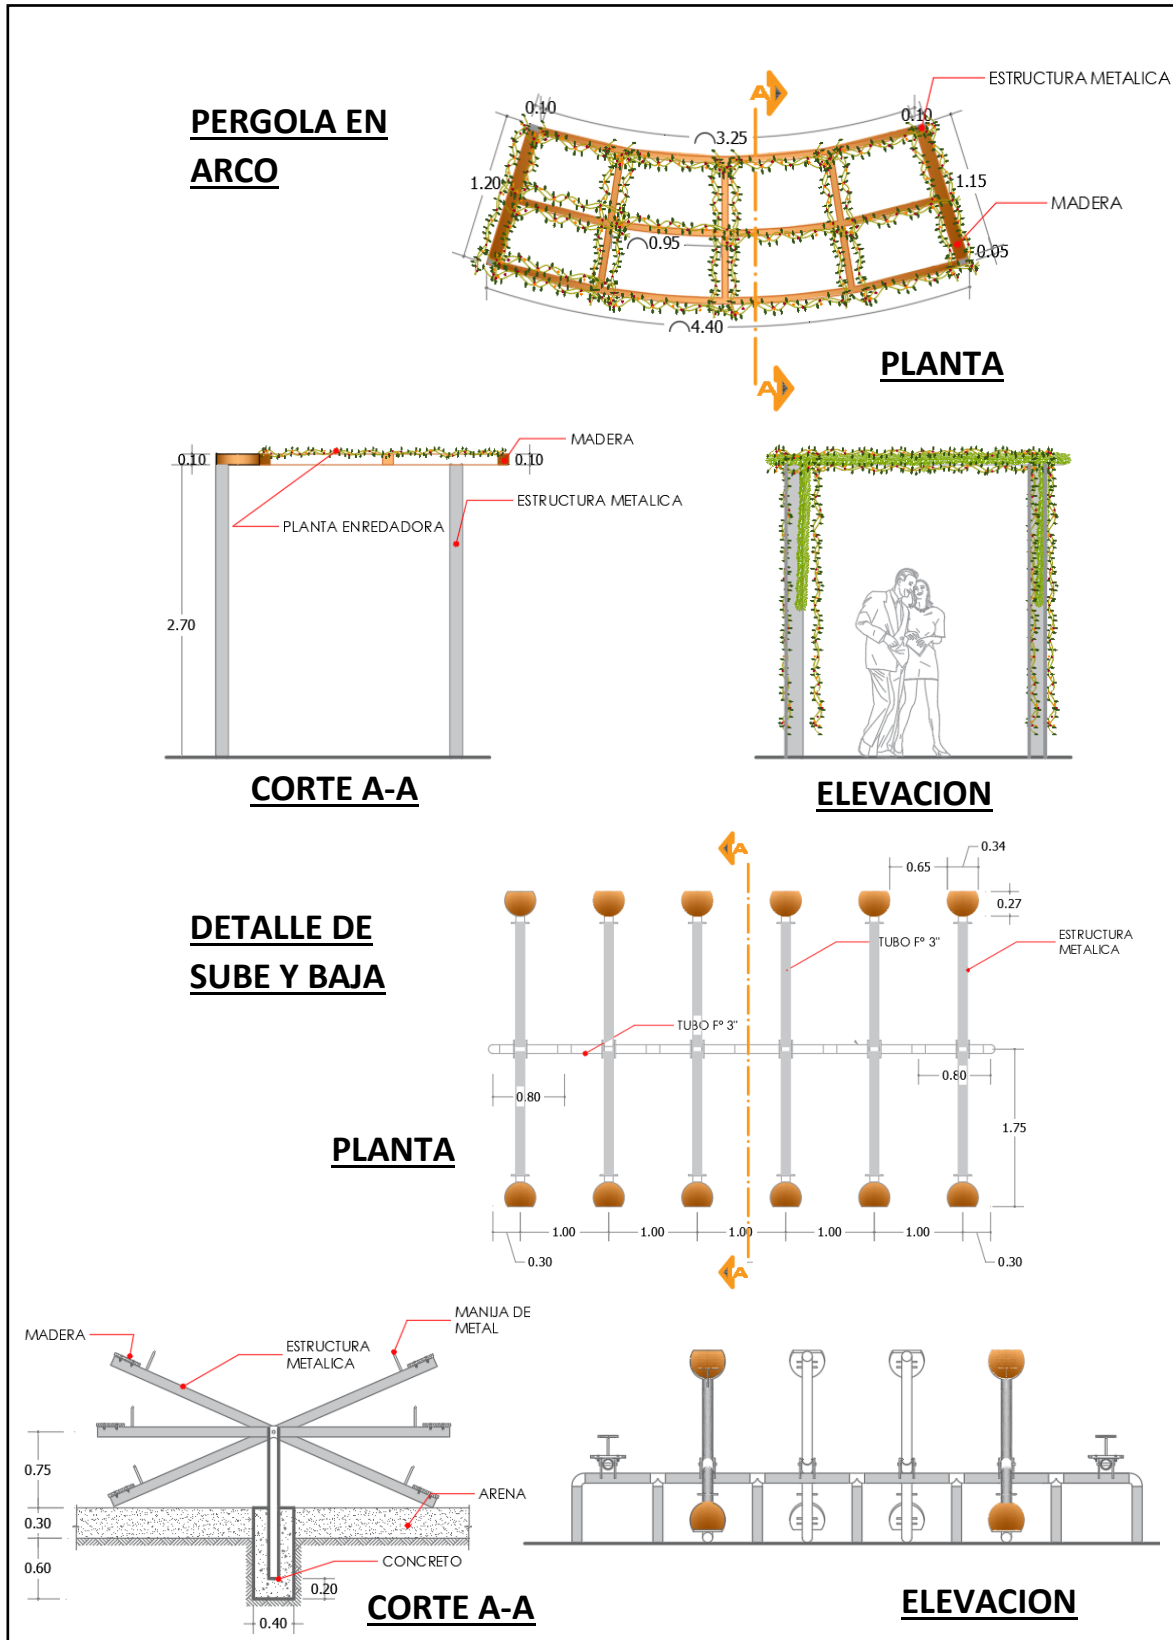 PERGOLA EN
ARCO
A
ESTRUCTURA METALICA
0.10
0.10
3.25
1.20
1.15
MADERA
0.95
0.05
4.40
PLANTA
A
MADERA
0.10
0.10
ESTRUCTURA METALICA
PLANTA ENREDADORA
2.70
CORTE A-A
ELEVACION
DETALLE DE
SUBE Y BAJA
A
0.34
0.65
0.27
TUBO Fº 3"
ESTRUCTURA
METALICA
TUBO Fº 3"
0.80
0.80
1.75
PLANTA
1.00
1.00
1.00
1.00
1.00
0.30
0.30
A
MADERA
ESTRUCTURA
METALICA
MANIJA DE
METAL
0.75
ARENA
0.30
0.60
CONCRETO
0.20
0.40
CORTE A-A
ELEVACION